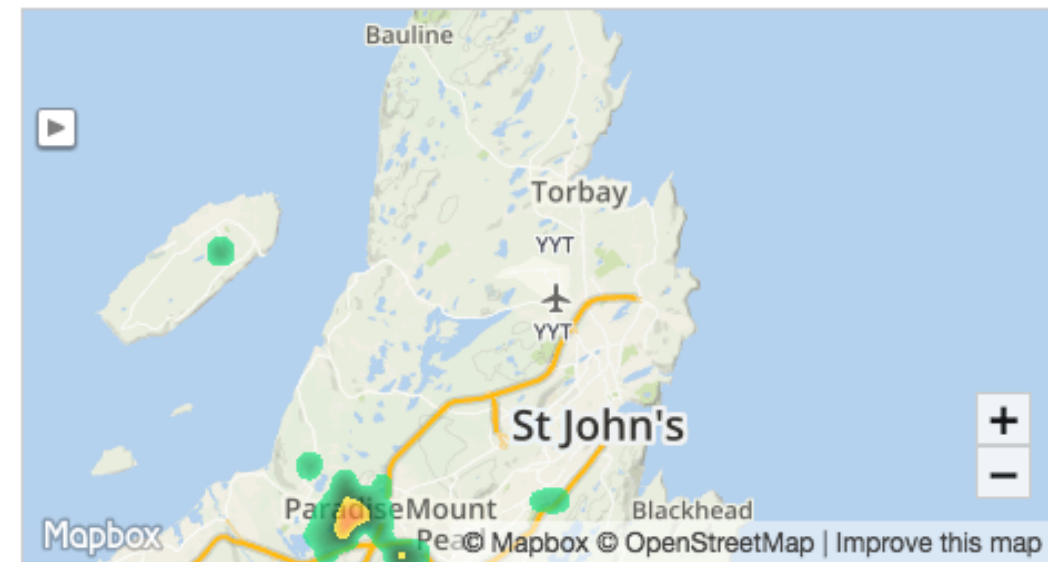 Bauline
Torbay
YYT
YYT
St John's
Paradise
Mount
Blackhead
Mapbox
© Mapbox © OpenStreetMap | Improve this map
+
−